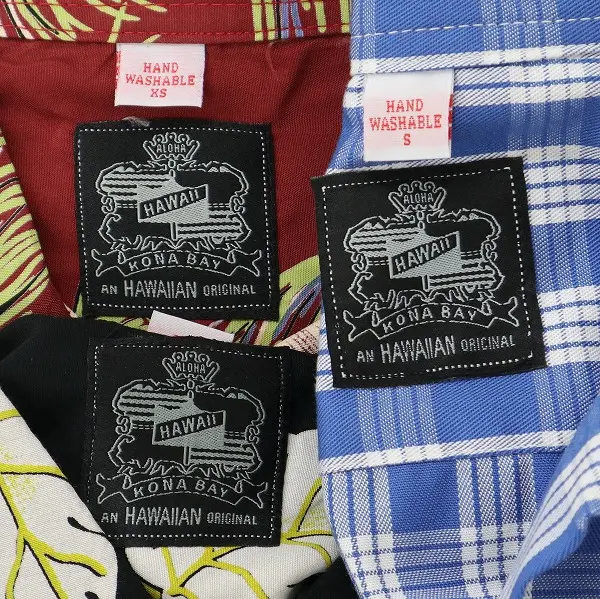 HAND
WASHABLE
XS
ALOHA
HAWAII
KONA BAY
AN HAWAIIAN ORIGINAL
HAND
WASHABLE
S
ALOHA
HAWAII
KONA BAY
AN HAWAIIAN ORIGINAL
ALOHA
HAWAII
KONA BAY
AN HAWAIIAN ORIGINAL